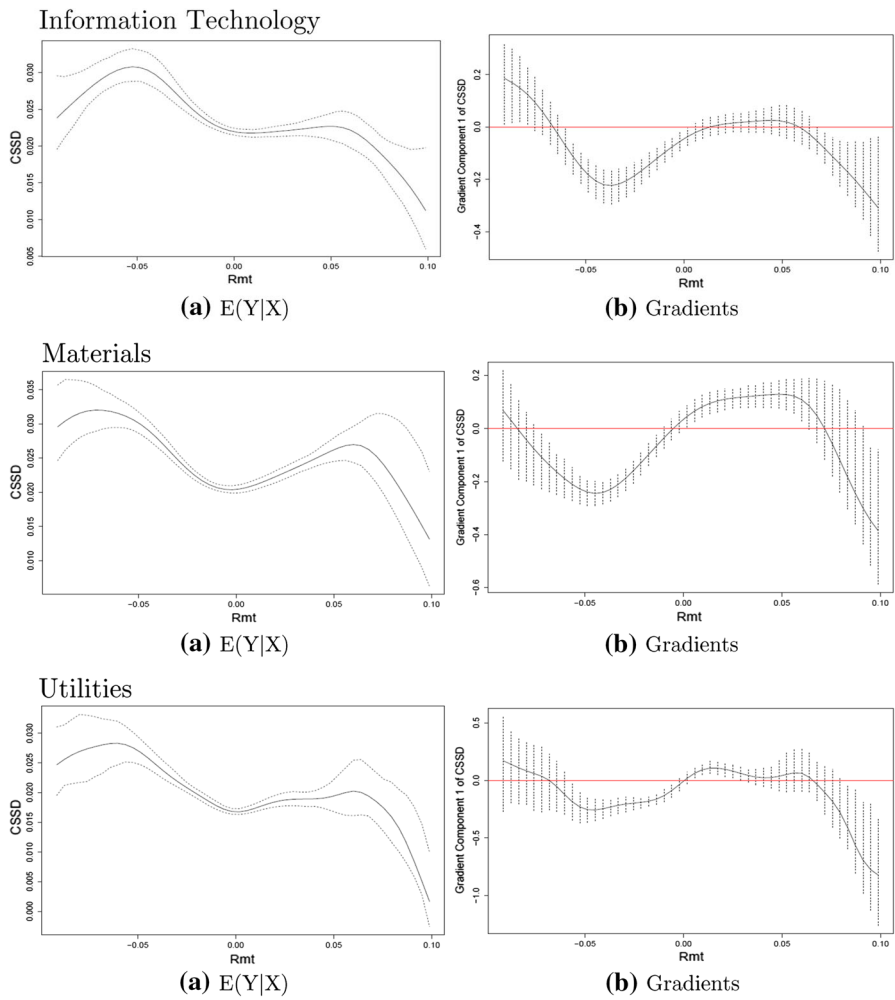 Information Technology
CSSD
0.005 0.010 0.015 0.020 0.025 0.030
−0.05 0.00 0.05 0.10
Rmt
(a) E(Y|X)
Gradient Component 1 of CSSD
−0.4 −0.2 0.0 0.2
−0.05 0.00 0.05 0.10
Rmt
(b) Gradients
Materials
CSSD
0.010 0.015 0.020 0.025 0.030 0.035
−0.05 0.00 0.05 0.10
Rmt
(a) E(Y|X)
Gradient Component 1 of CSSD
−0.6 −0.4 −0.2 0.0 0.2
−0.05 0.00 0.05 0.10
Rmt
(b) Gradients
Utilities
CSSD
0.000 0.005 0.010 0.015 0.020 0.025 0.030
−0.05 0.00 0.05 0.10
Rmt
(a) E(Y|X)
Gradient Component 1 of CSSD
−1.0 −0.5 0.0 0.5
−0.05 0.00 0.05 0.10
Rmt
(b) Gradients